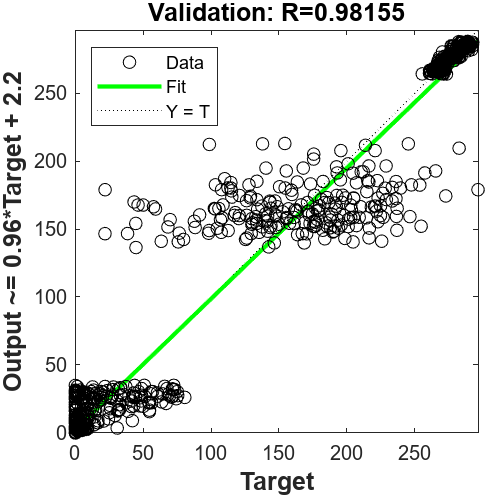 Validation: R=0.98155
Output ~= 0.96*Target + 2.2
250
200
150
100
50
0
Data
Fit
Y = T
0 50 100 150 200 250
Target